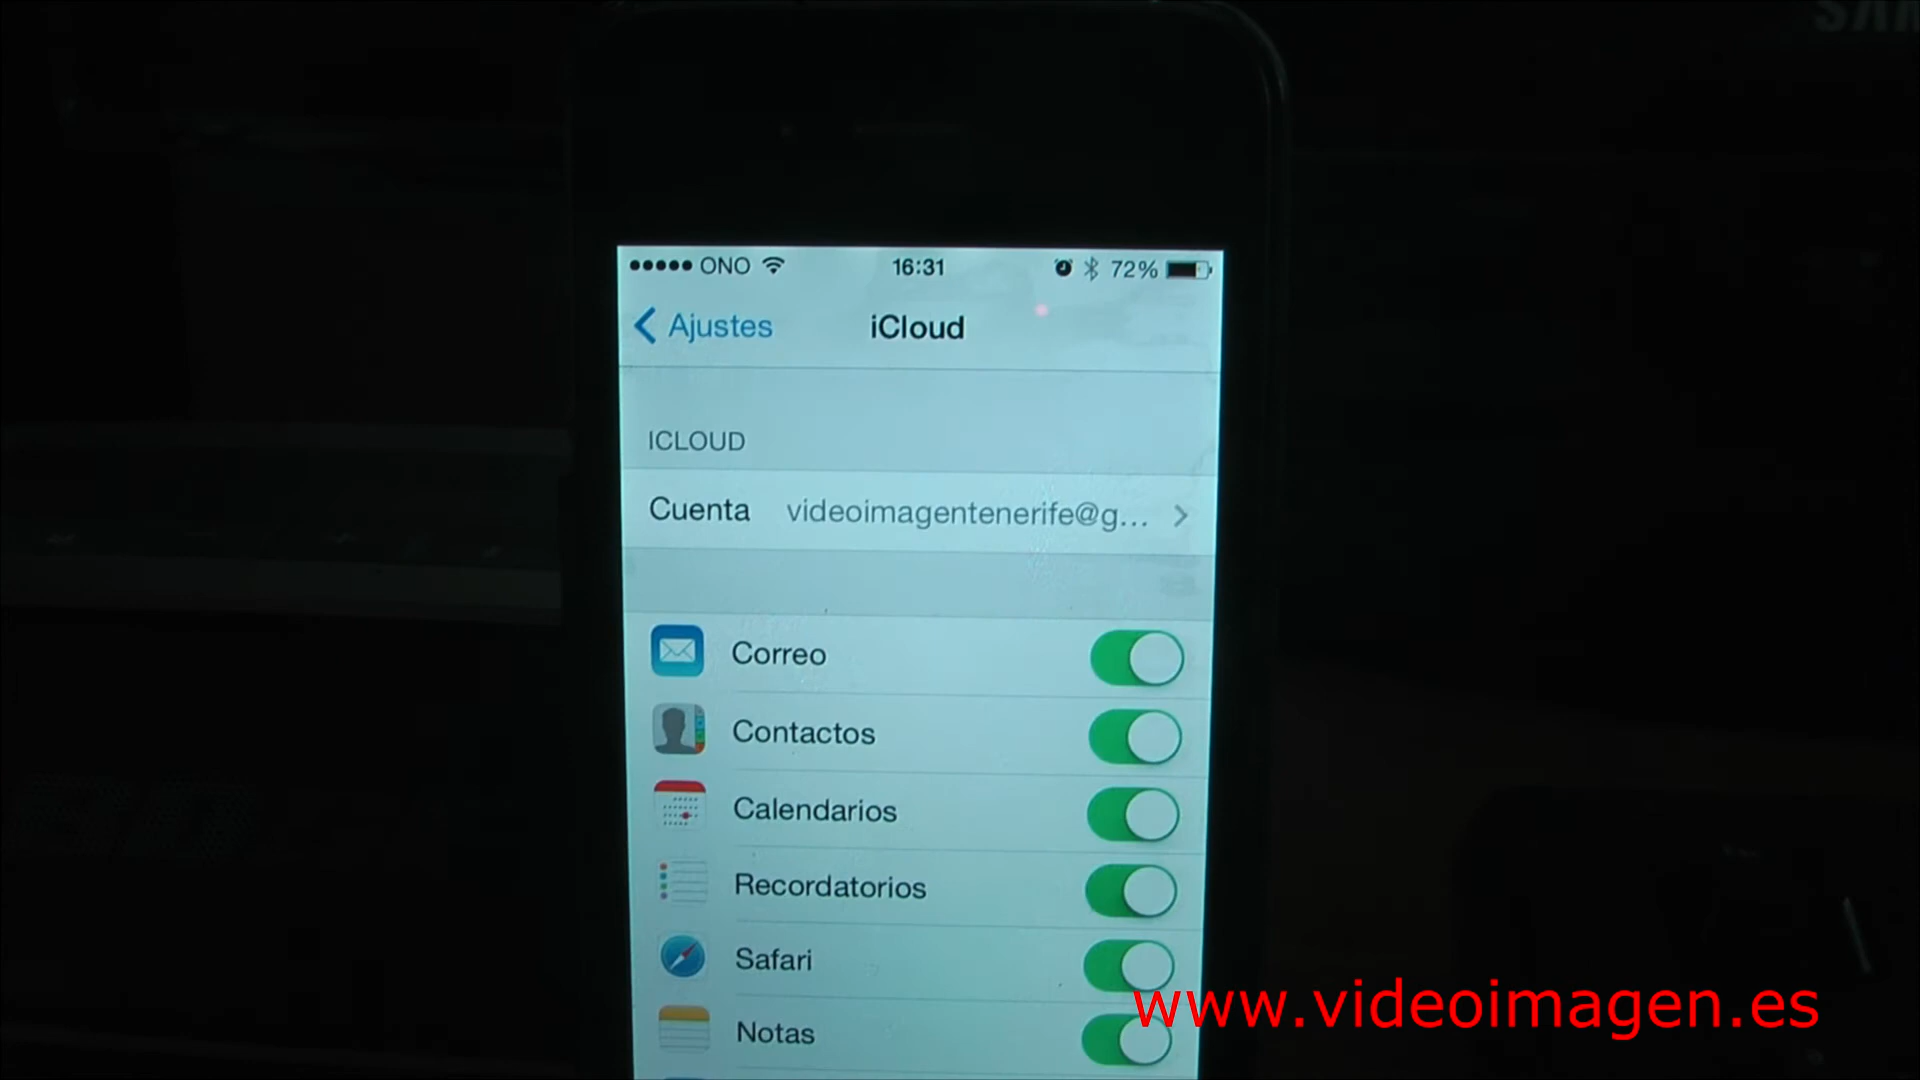 ONO 16:31 72%
Ajustes iCloud
ICLOUD
Cuenta videoimagentenerife@g...
Correo
Contactos
Calendarios
Recordatorios
Safari
Notas
www.videoimagen.es